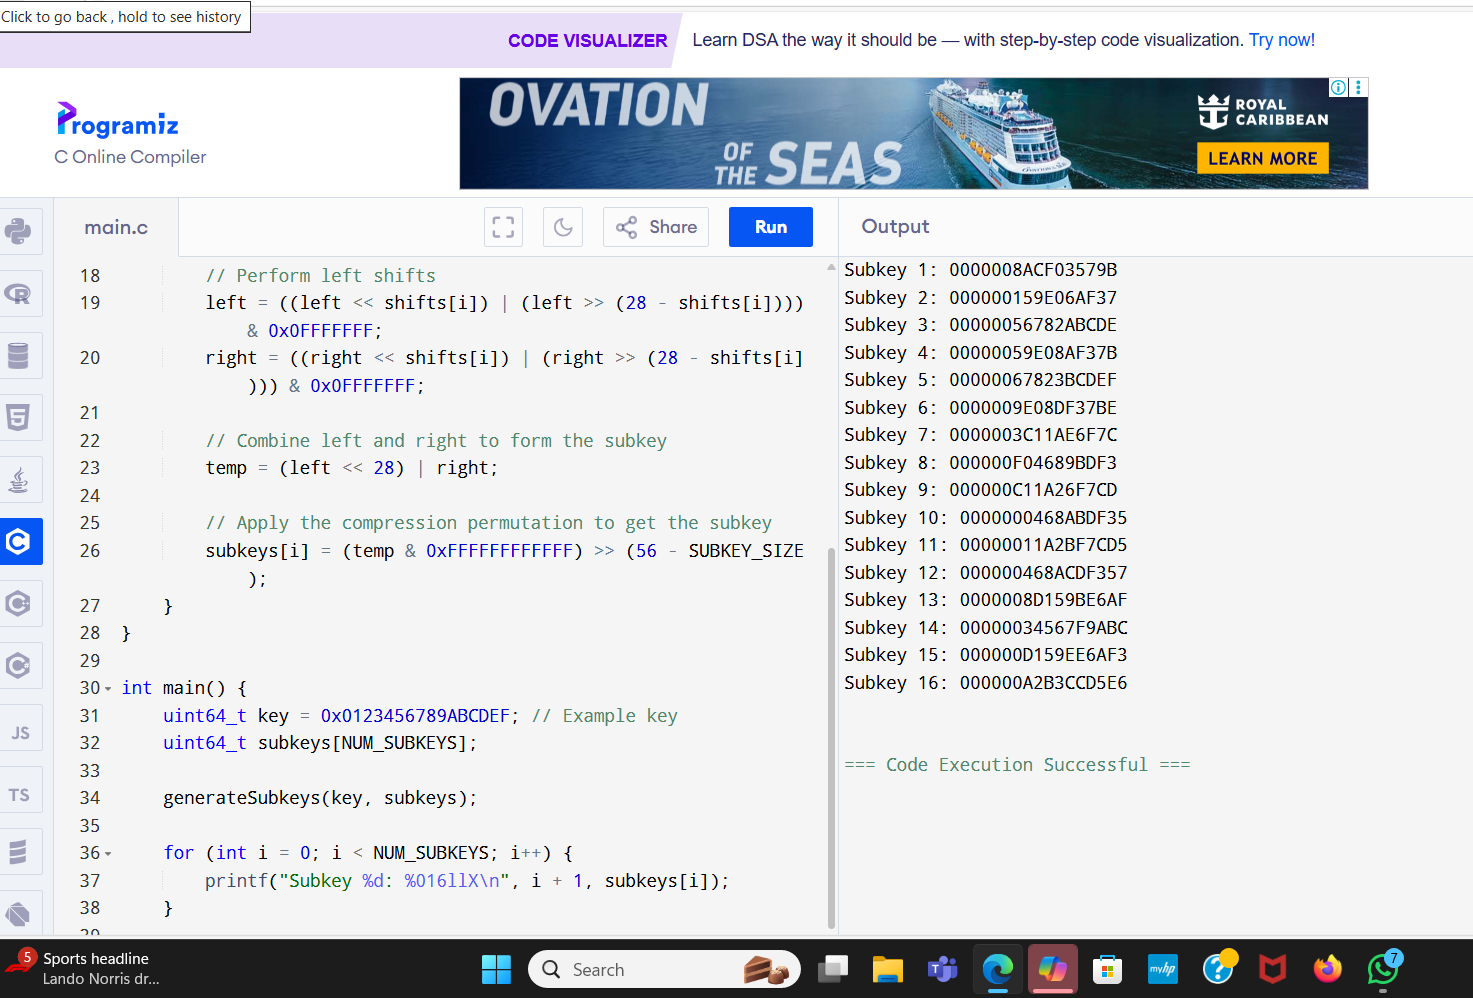 Click to go back , hold to see history
CODE VISUALIZER
Learn DSA the way it should be — with step-by-step code visualization. Try now!
Programiz
C Online Compiler
OVATION
OF
THE SEAS
ROYAL
CARIBBEAN
LEARN MORE
main.c
Share
Run
Output
18 // Perform left shifts
19 left = ((left << shifts[i]) | (left >> (28 - shifts[i])))
& 0x0FFFFFFF;
20 right = ((right << shifts[i]) | (right >> (28 - shifts[i]
))) & 0x0FFFFFFF;
21
22 // Combine left and right to form the subkey
23 temp = (left << 28) | right;
24
25 // Apply the compression permutation to get the subkey
26 subkeys[i] = (temp & 0xFFFFFFFFFFFF) >> (56 - SUBKEY_SIZE
);
27 }
28 }
29
30 int main() {
31 uint64_t key = 0x0123456789ABCDEF; // Example key
32 uint64_t subkeys[NUM_SUBKEYS];
33
34 generateSubkeys(key, subkeys);
35
36 for (int i = 0; i < NUM_SUBKEYS; i++) {
37 printf("Subkey %d: %016llX\n", i + 1, subkeys[i]);
38 }
39
Subkey 1: 0000008ACF03579B
Subkey 2: 000000159E06AF37
Subkey 3: 00000056782ABCDE
Subkey 4: 00000059E08AF37B
Subkey 5: 00000067823BCDEF
Subkey 6: 0000009E08DF37BE
Subkey 7: 0000003C11AE6F7C
Subkey 8: 000000F04689BDF3
Subkey 9: 000000C11A26F7CD
Subkey 10: 0000000468ABDF35
Subkey 11: 00000011A2BF7CD5
Subkey 12: 000000468ACDF357
Subkey 13: 0000008D159BE6AF
Subkey 14: 00000034567F9ABC
Subkey 15: 000000D159EE6AF3
Subkey 16: 000000A2B3CCD5E6
=== Code Execution Successful ===
JS
TS
5
Sports headline
Lando Norris dr...
Search
myhp
7